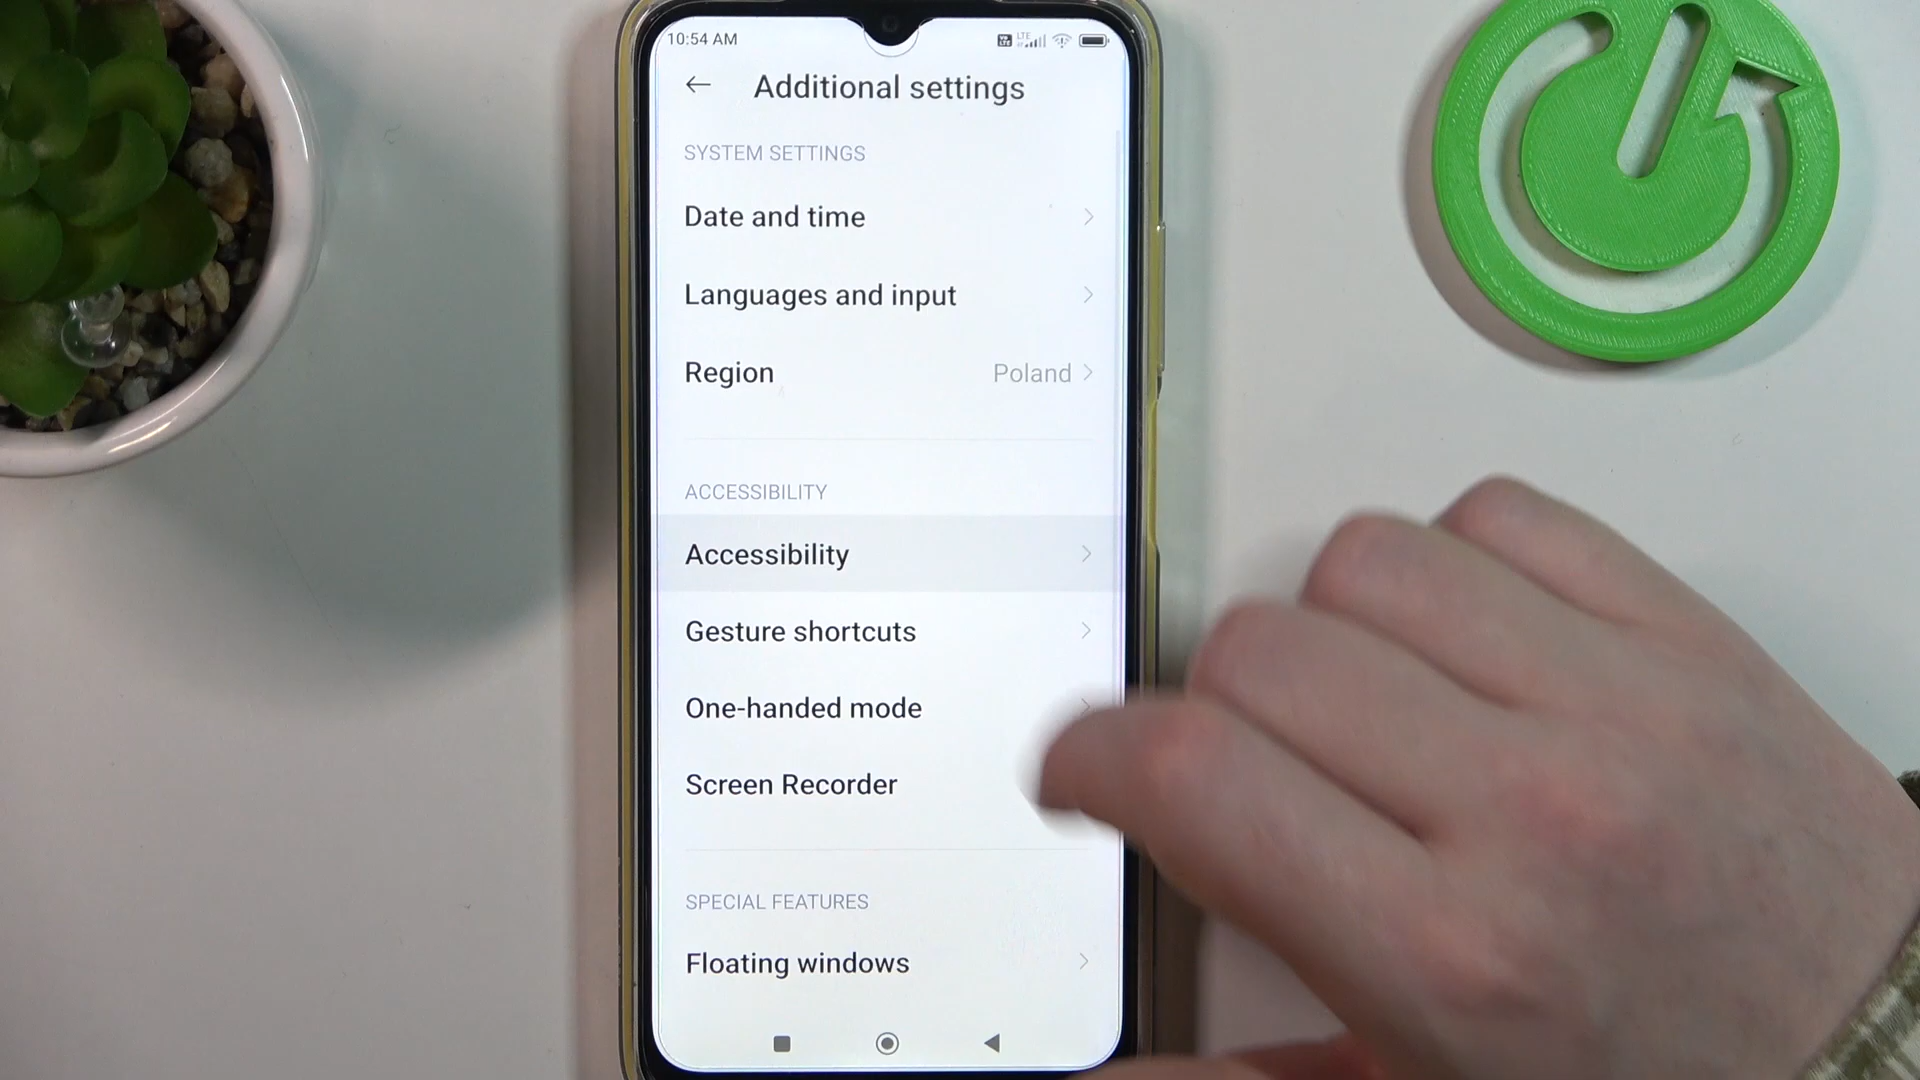 10:54 AM
Additional settings
SYSTEM SETTINGS
Date and time
Languages and input
Region Poland
ACCESSIBILITY
Accessibility
Gesture shortcuts
One-handed mode
Screen Recorder
SPECIAL FEATURES
Floating windows